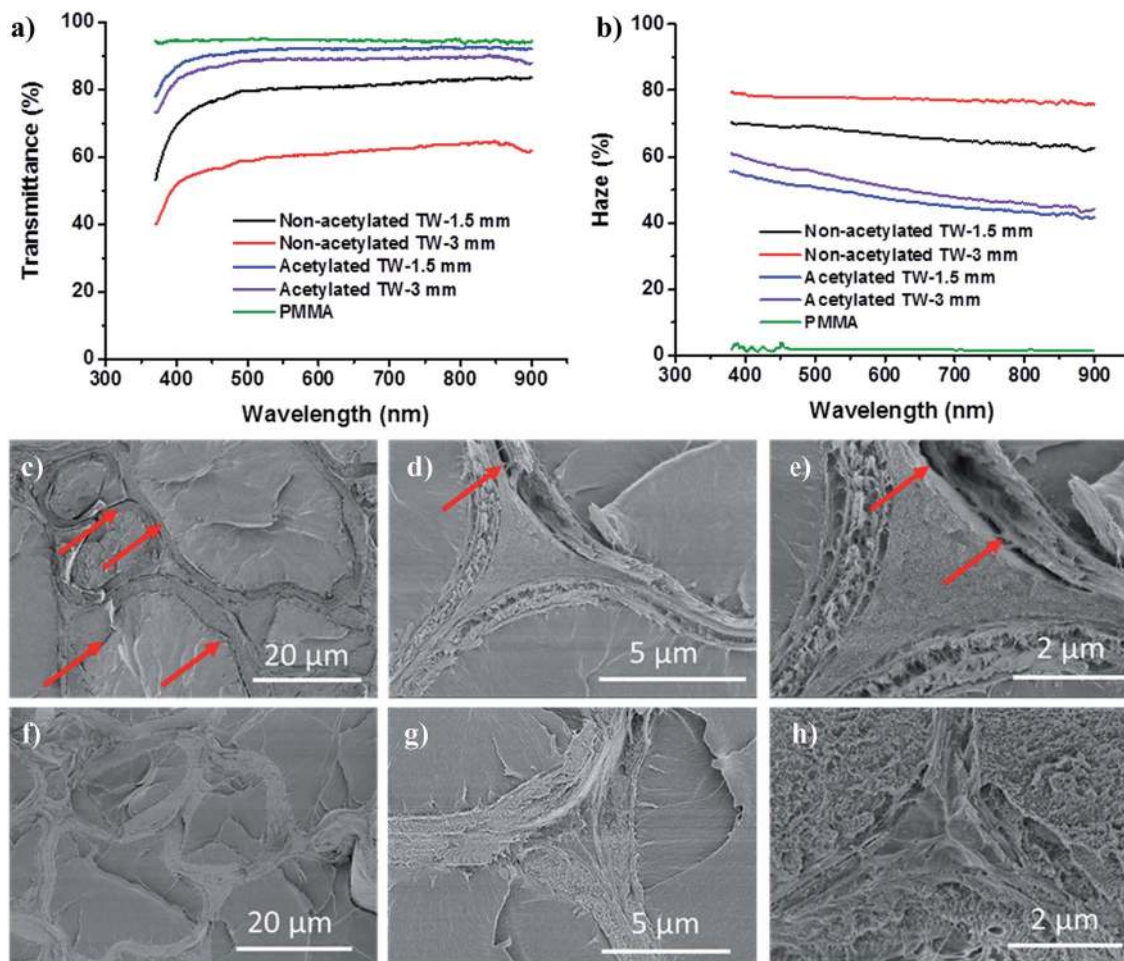 a)
Transmittance (%)
100
80
60
40
20
0
Non-acetylated TW-1.5 mm
Non-acetylated TW-3 mm
Acetylated TW-1.5 mm
Acetylated TW-3 mm
PMMA
300 400 500 600 700 800 900
Wavelength (nm)
b)
Haze (%)
100
80
60
40
20
0
Non-acetylated TW-1.5 mm
Non-acetylated TW-3 mm
Acetylated TW-1.5 mm
Acetylated TW-3 mm
PMMA
300 400 500 600 700 800 900
Wavelength (nm)
c)
20 µm
d)
5 µm
e)
2 µm
f)
20 µm
g)
5 µm
h)
2 µm